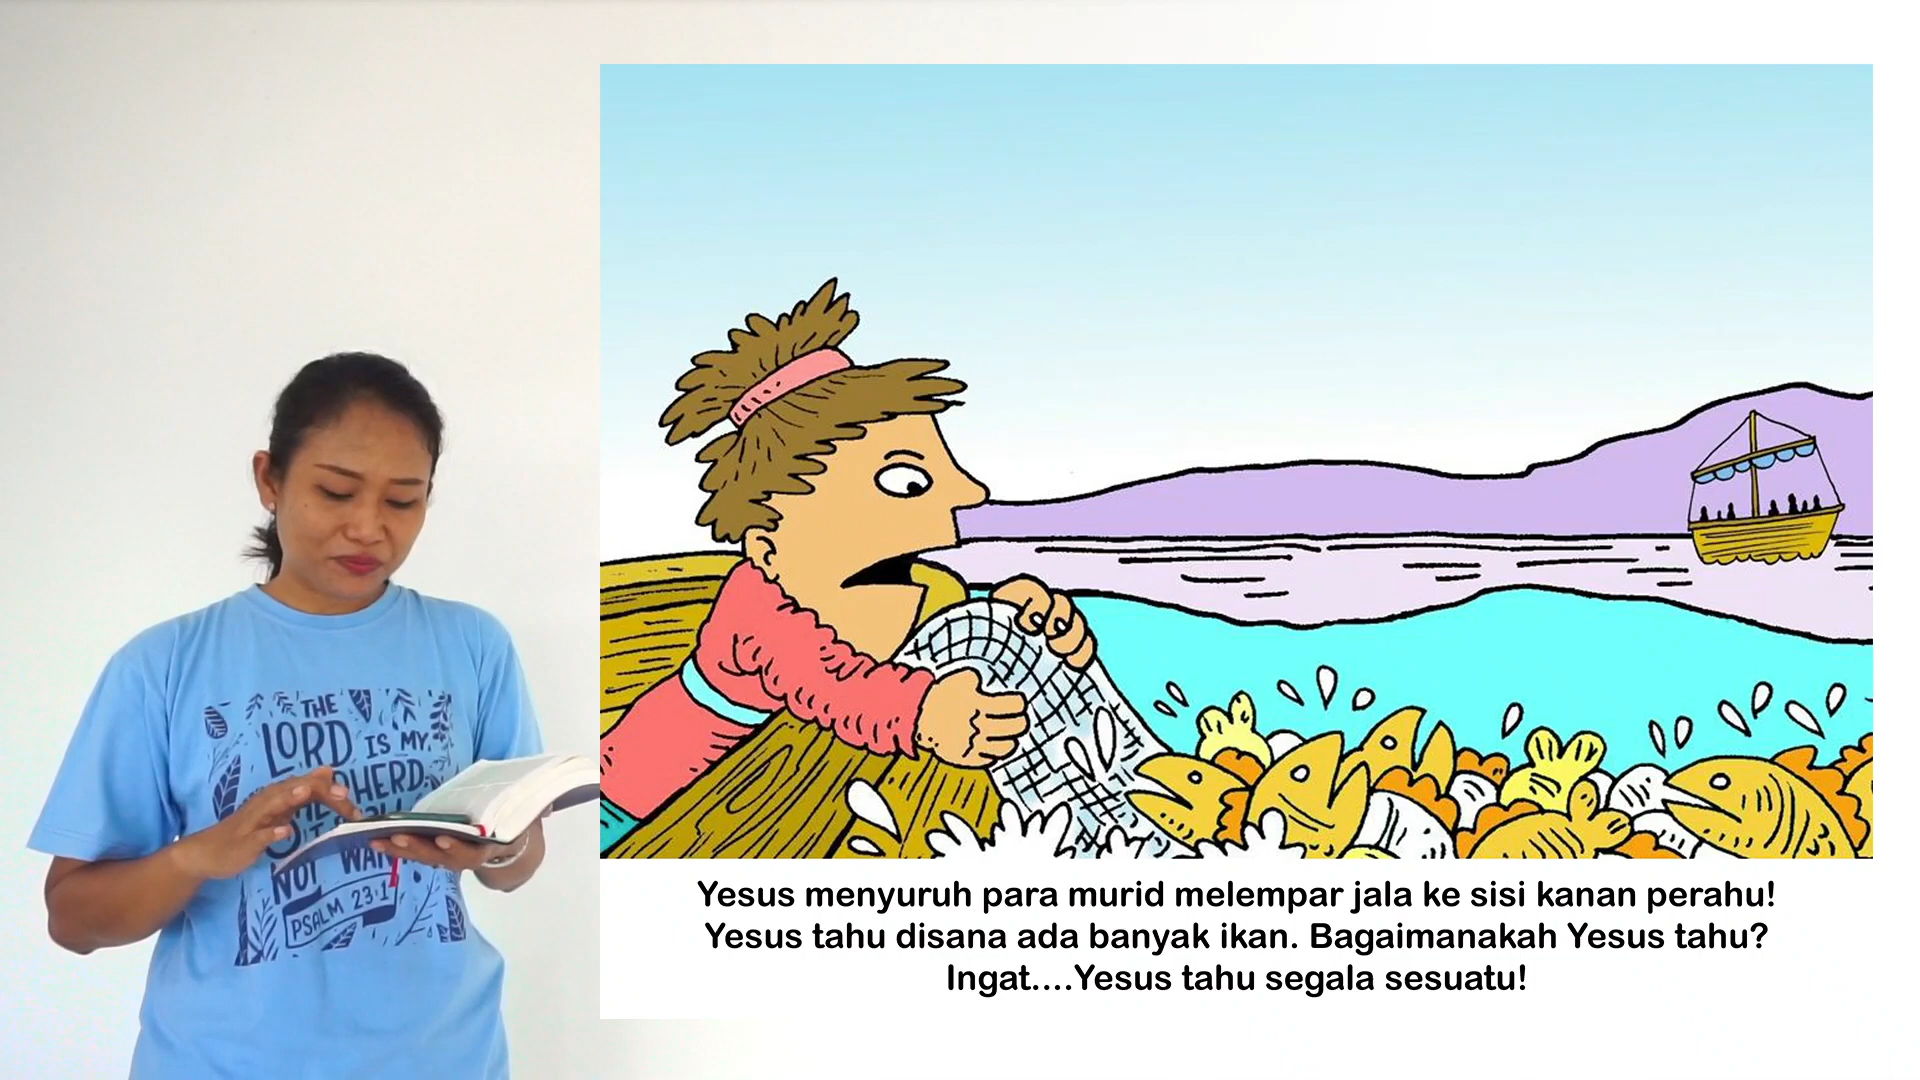 THE
LORD IS MY
NOT
PSALM 23:1
Yesus menyuruh para murid melempar jala ke sisi kanan perahu!
Yesus tahu disana ada banyak ikan. Bagaimanakah Yesus tahu?
Ingat....Yesus tahu segala sesuatu!